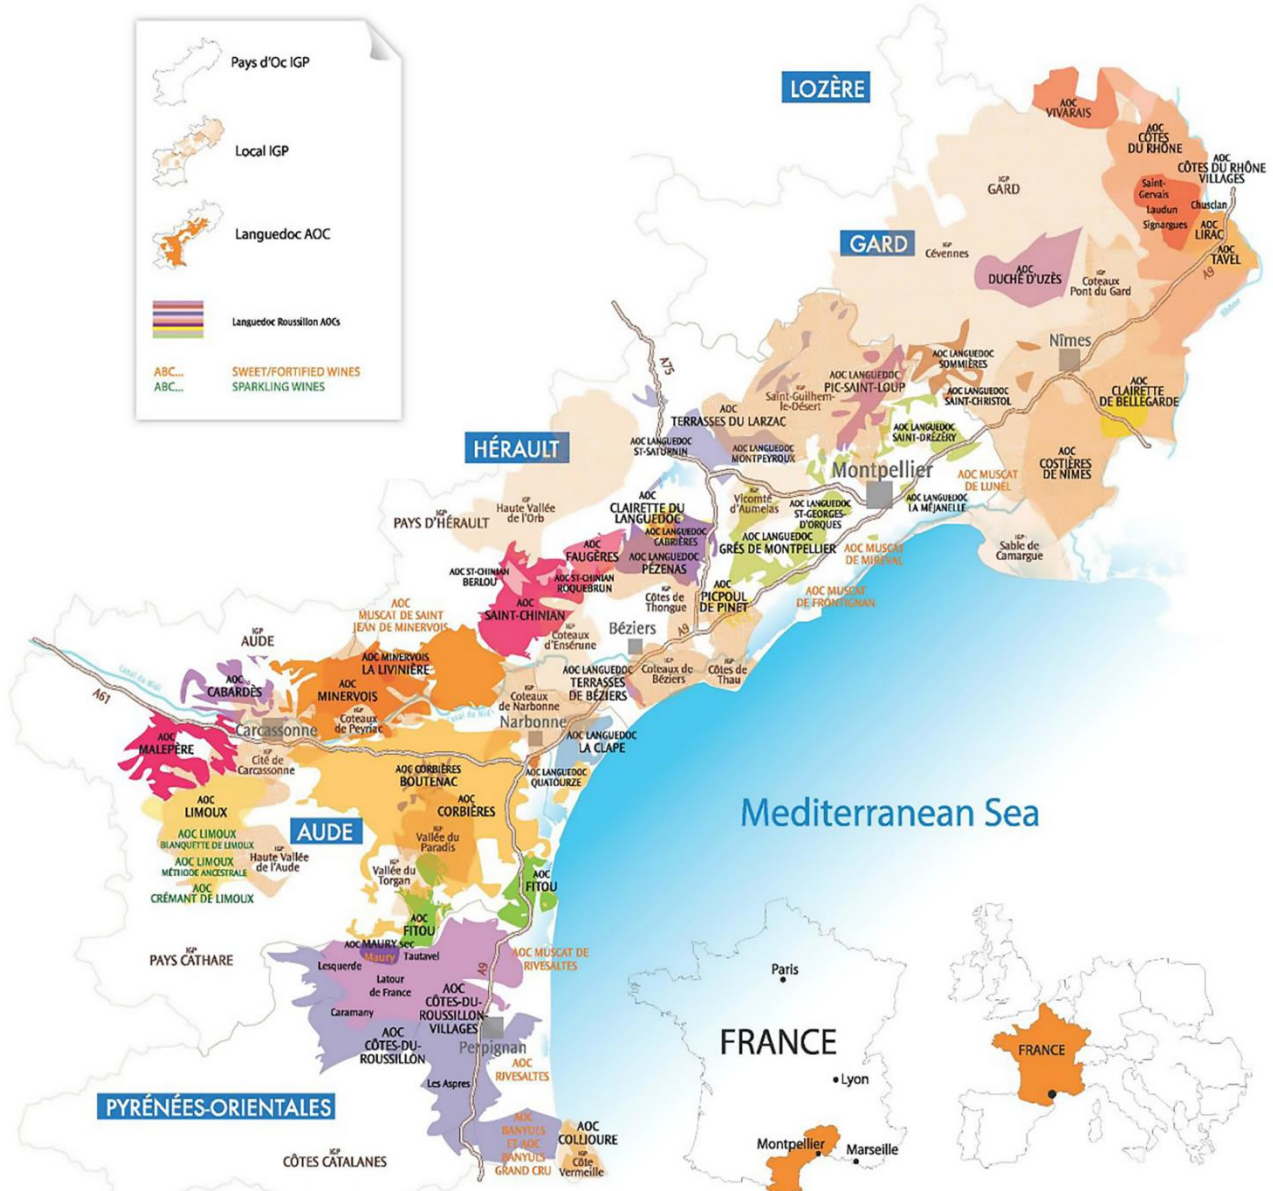 Pays d'Oc IGP
Local IGP
Languedoc AOC
Languedoc Roussillon AOCs
ABC... SWEET/FORTIFIED WINES
ABC... SPARKLING WINES
LOZÈRE
AOC
VIVARAIS
AOC
CÔTES
DU RHÔNE
AOC
CÔTES DU RHÔNE
VILLAGES
Saint-
Gervais
Laudun
Chusclan
Signargues
AOC
LIRAC
AOC
TAVEL
A9
Rhône
IGP
GARD
GARD
IGP
Cévennes
AOC
DUCHÉ D'UZÈS
IGP
Coteaux
Pont du Gard
Nîmes
AOC
CLAIRETTE
DE BELLEGARDE
AOC
COSTIÈRES
DE NÎMES
AOC LANGUEDOC
SOMMIÈRES
AOC LANGUEDOC
SAINT-CHRISTOL
AOC LANGUEDOC
PIC-SAINT-LOUP
IGP
Saint-Guilhem-
le-Désert
AOC LANGUEDOC
SAINT-DRÉZÉRY
A75
AOC
TERRASSES DU LARZAC
AOC LANGUEDOC
ST-SATURNIN
AOC LANGUEDOC
MONTPEYROUX
HÉRAULT
Montpellier
AOC MUSCAT
DE LUNEL
AOC LANGUEDOC
LA MÉJANELLE
IGP
Sable de
Camargue
IGP
Vicomté
d'Aumelas
AOC LANGUEDOC
ST-GEORGES
D'ORQUES
AOC LANGUEDOC
GRÉS DE MONTPELLIER
AOC MUSCAT
DE MIREVAL
AOC MUSCAT
DE FRONTIGNAN
IGP
PAYS D'HÉRAULT
IGP
Haute Vallée
de l'Orb
AOC
CLAIRETTE DU
LANGUEDOC
AOC LANGUEDOC
CABRIÈRES
AOC LANGUEDOC
PÉZENAS
AOC
FAUGÈRES
AOC ST-CHINIAN
BERLOU
AOC ST-CHINIAN
ROQUEBRUN
AOC
SAINT-CHINIAN
IGP
Côtes de
Thongue
AOC
PICPOUL
DE PINET
A9
Béziers
IGP
Coteaux
d'Ensérune
AOC
MUSCAT DE SAINT
JEAN DE MINERVOIS
IGP
AUDE
AOC MINERVOIS
LA LIVINIÈRE
AOC
MINERVOIS
AOC
CABARDÈS
Canal du Midi
A61
IGP
Coteaux
de Peyriac
Canal du Midi
IGP
Coteaux
de Narbonne
Narbonne
AOC LANGUEDOC
TERRASSES
DE BÉZIERS
IGP
Coteaux de
Béziers
IGP
Côtes de
Thau
AOC LANGUEDOC
LA CLAPE
AOC LANGUEDOC
QUATOURZE
Carcassonne
IGP
Cité de
Carcassonne
AOC
MALEPÈRE
AOC
LIMOUX
AOC LIMOUX
BLANQUETTE DE LIMOUX
AOC LIMOUX
MÉTHODE ANCESTRALE
AOC
CRÉMANT DE LIMOUX
AUDE
IGP
Haute Vallée
de l'Aude
AOC CORBIÈRES
BOUTENAC
AOC
CORBIÈRES
IGP
Vallée du
Paradis
IGP
Vallée du
Torgan
AOC
FITOU
AOC
FITOU
IGP
PAYS CATHARE
AOC MAURY SEC
Maury
Tautavel
Lesquerde
Latour
de France
Caramany
AOC
CÔTES-DU-
ROUSSILLON-
VILLAGES
A9
AOC MUSCAT DE
RIVESALTES
AOC
CÔTES-DU-
ROUSSILLON
Perpignan
AOC
RIVESALTES
Les Aspres
PYRÉNÉES-ORIENTALES
AOC
BANYULS
ET AOC
BANYULS
GRAND CRU
AOC
COLLIOURE
IGP
Côte
Vermeille
IGP
CÔTES CATALANES
Mediterranean Sea
Paris
FRANCE
Lyon
Montpellier
Marseille
FRANCE